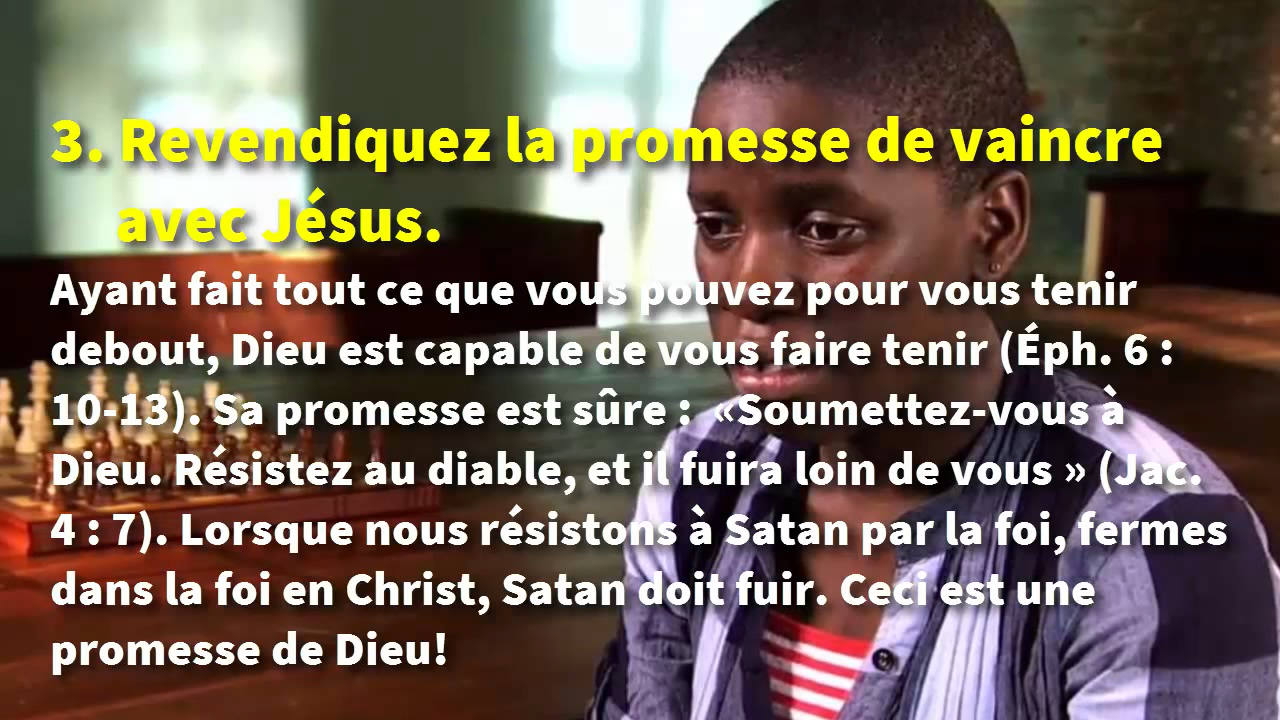 3. Revendiquez la promesse de vaincre
avec Jésus.
Ayant fait tout ce que vous pouvez pour vous tenir
debout, Dieu est capable de vous faire tenir (Éph. 6 :
10-13). Sa promesse est sûre :  «Soumettez-vous à
Dieu. Résistez au diable, et il fuira loin de vous » (Jac.
4 : 7). Lorsque nous résistons à Satan par la foi, fermes
dans la foi en Christ, Satan doit fuir. Ceci est une
promesse de Dieu!